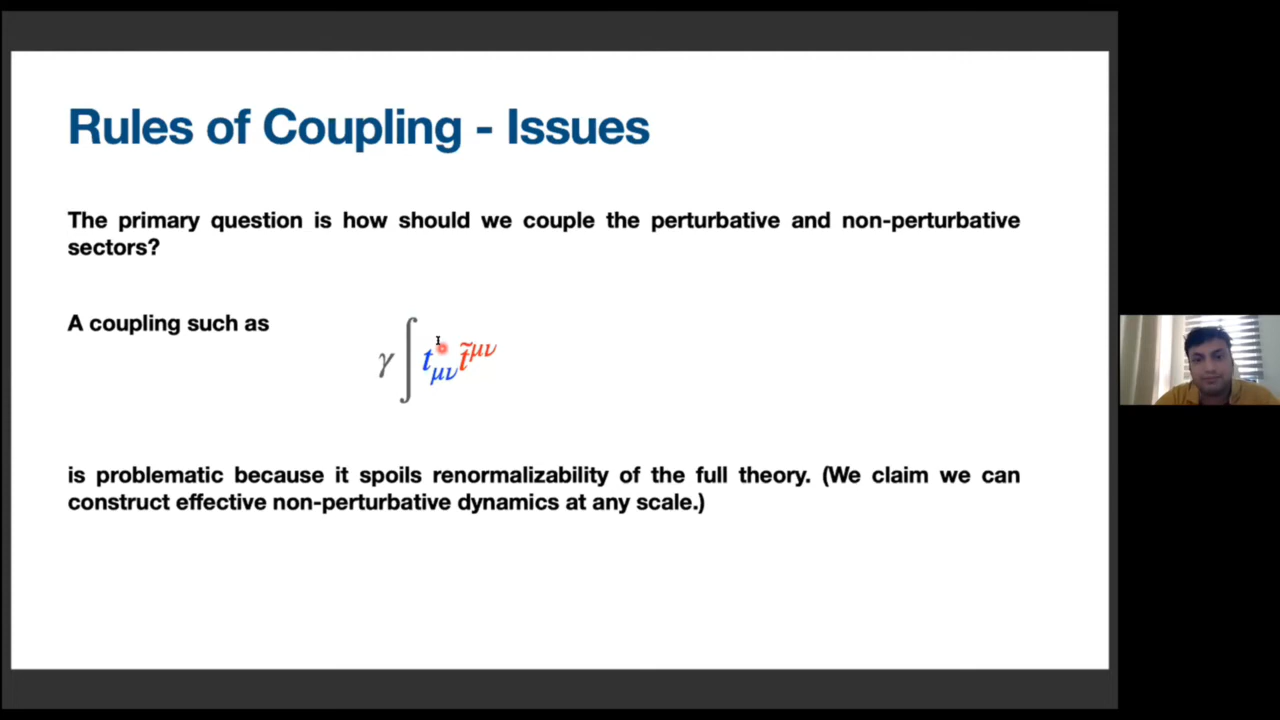 Rules of Coupling - Issues
The primary question is how should we couple the perturbative and non-perturbative
sectors?
A coupling such as
γ ∫ t_{μν} t̃^{μν}
is problematic because it spoils renormalizability of the full theory. (We claim we can
construct effective non-perturbative dynamics at any scale.)